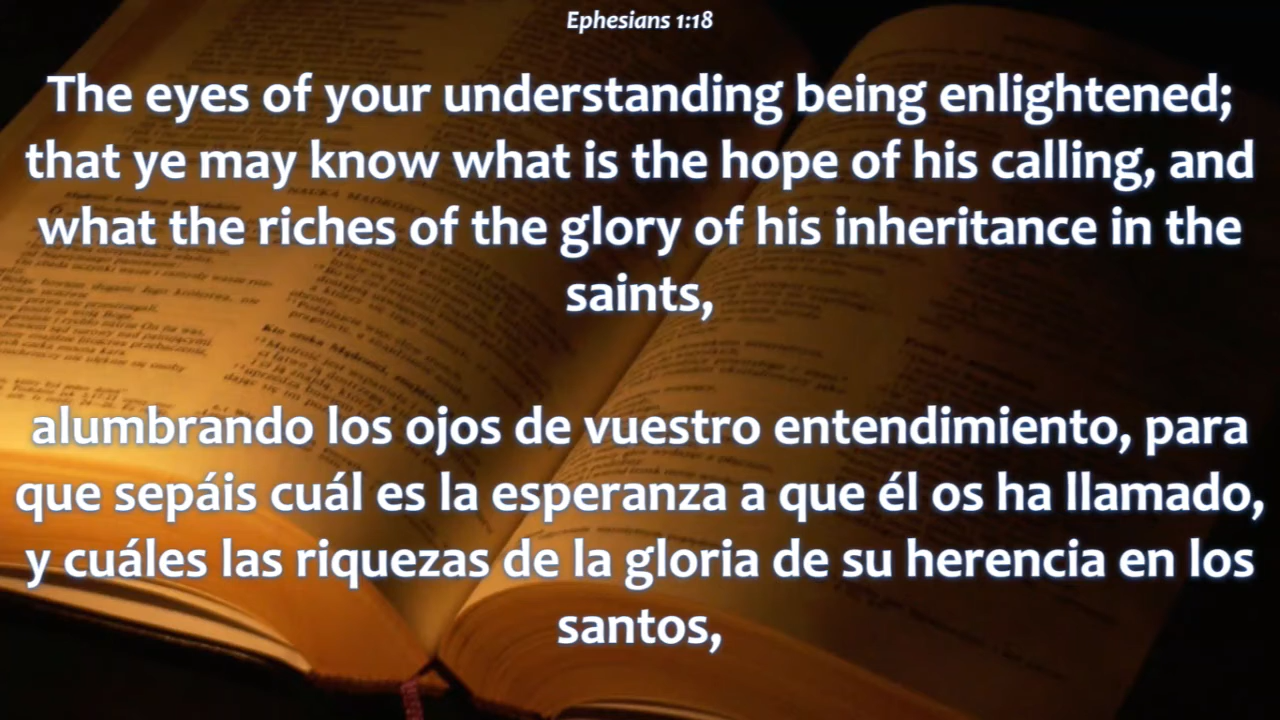 Ephesians 1:18
The eyes of your understanding being enlightened;
that ye may know what is the hope of his calling, and
what the riches of the glory of his inheritance in the
saints,
alumbrando los ojos de vuestro entendimiento, para
que sepáis cuál es la esperanza a que él os ha llamado,
y cuáles las riquezas de la gloria de su herencia en los
santos,